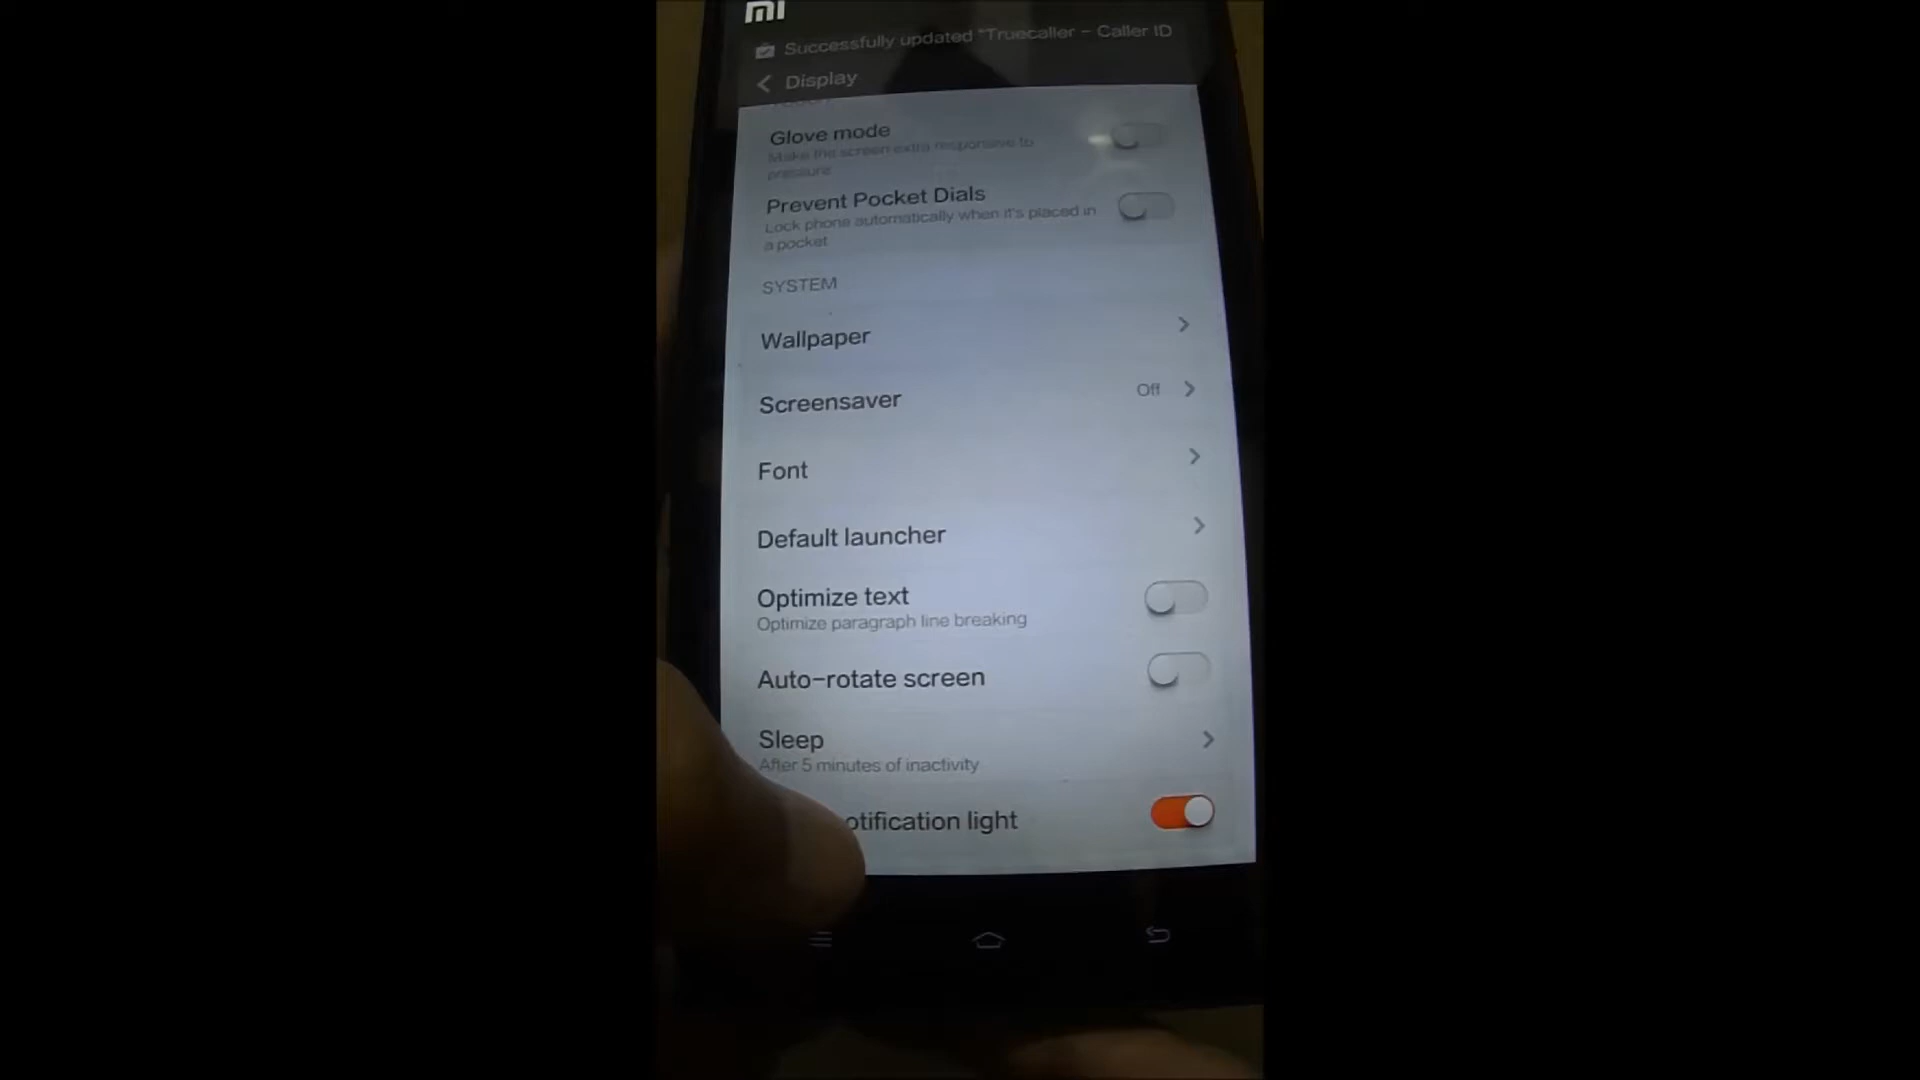 mi
Successfully updated "Truecaller - Caller ID
Display
Glove mode
Make the screen extra responsive to
pressure
Prevent Pocket Dials
Lock phone automatically when it's placed in
a pocket
SYSTEM
Wallpaper
Screensaver Off
Font
Default launcher
Optimize text
Optimize paragraph line breaking
Auto-rotate screen
Sleep
After 5 minutes of inactivity
otification light